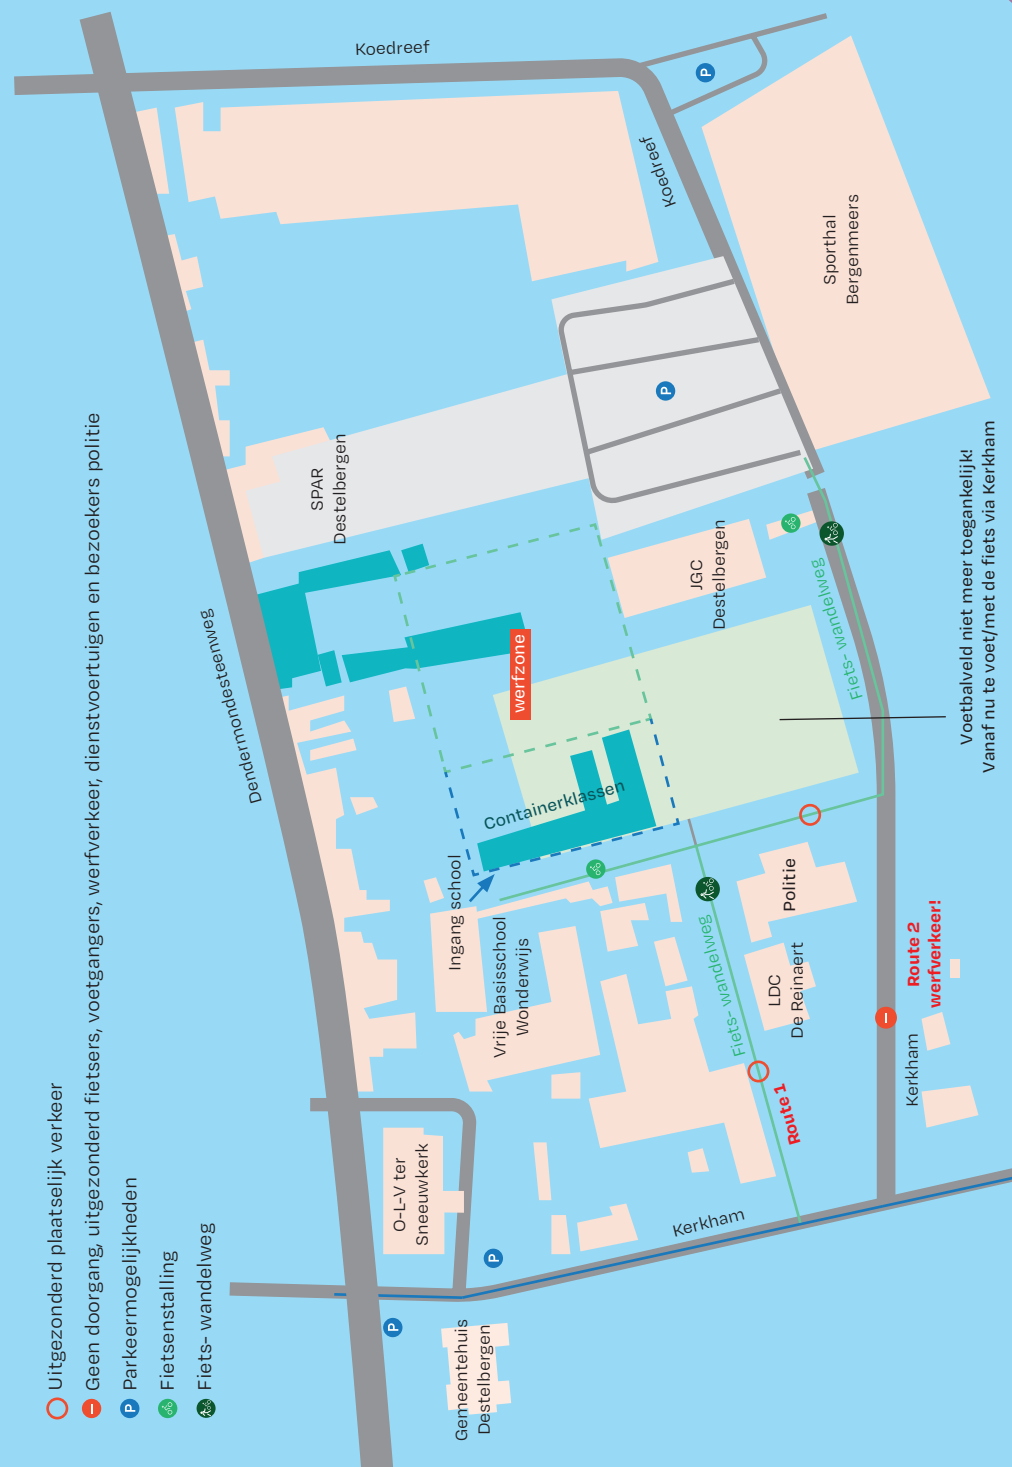 Uitgezonderd plaatselijk verkeer
Geen doorgang, uitgezonderd fietsers, voetgangers, werfverkeer, dienstvoertuigen en bezoekers politie
P Parkeermogelijkheden
Fietsenstalling
Fiets- wandelweg
Dendermondesteenweg
Koedreef
Koedreef
P
Sporthal
Bergenmeers
P
SPAR
Destelbergen
JGC
Destelbergen
Fiets- wandelweg
werfzone
Containerklassen
Voetbalveld niet meer toegankelijk!
Vanaf nu te voet/met de fiets via Kerkham
Ingang school
Vrije Basisschool
Wonderwijs
Politie
Fiets- wandelweg
LDC
De Reinaert
Route 2
werfverkeer!
Kerkham
Route 1
O-L-V ter
Sneeuwkerk
Kerkham
P
P
Gemeentehuis
Destelbergen